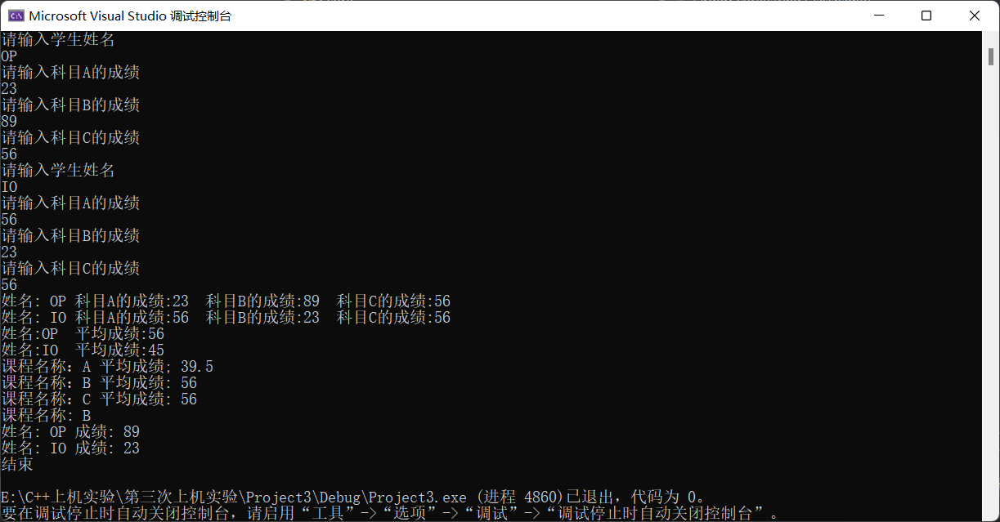 Microsoft Visual Studio 调试控制台
请输入学生姓名
OP
请输入科目A的成绩
23
请输入科目B的成绩
89
请输入科目C的成绩
56
请输入学生姓名
IO
请输入科目A的成绩
56
请输入科目B的成绩
23
请输入科目C的成绩
56
姓名: OP 科目A的成绩:23  科目B的成绩:89  科目C的成绩:56
姓名: IO 科目A的成绩:56  科目B的成绩:23  科目C的成绩:56
姓名:OP  平均成绩:56
姓名:IO  平均成绩:45
课程名称：A 平均成绩; 39.5
课程名称：B 平均成绩: 56
课程名称：C 平均成绩: 56
课程名称: B
姓名: OP 成绩: 89
姓名: IO 成绩: 23
结束
E:\C++上机实验\第三次上机实验\Project3\Debug\Project3.exe (进程 4860)已退出，代码为 0。
要在调试停止时自动关闭控制台，请启用“工具”->“选项”->“调试”->“调试停止时自动关闭控制台”。